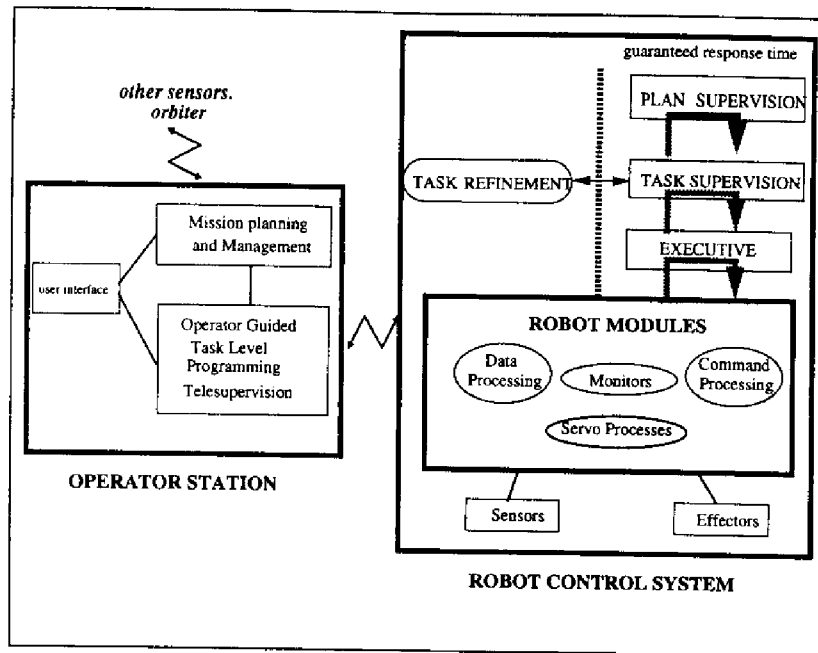 other sensors.
orbiter
user interface
Mission planning
and Management
Operator Guided
Task Level
Programming
Telesupervision
OPERATOR STATION
guaranteed response time
PLAN SUPERVISION
TASK REFINEMENT
TASK SUPERVISION
EXECUTIVE
ROBOT MODULES
Data
Processing
Monitors
Command
Processing
Servo Processes
Sensors
Effectors
ROBOT CONTROL SYSTEM